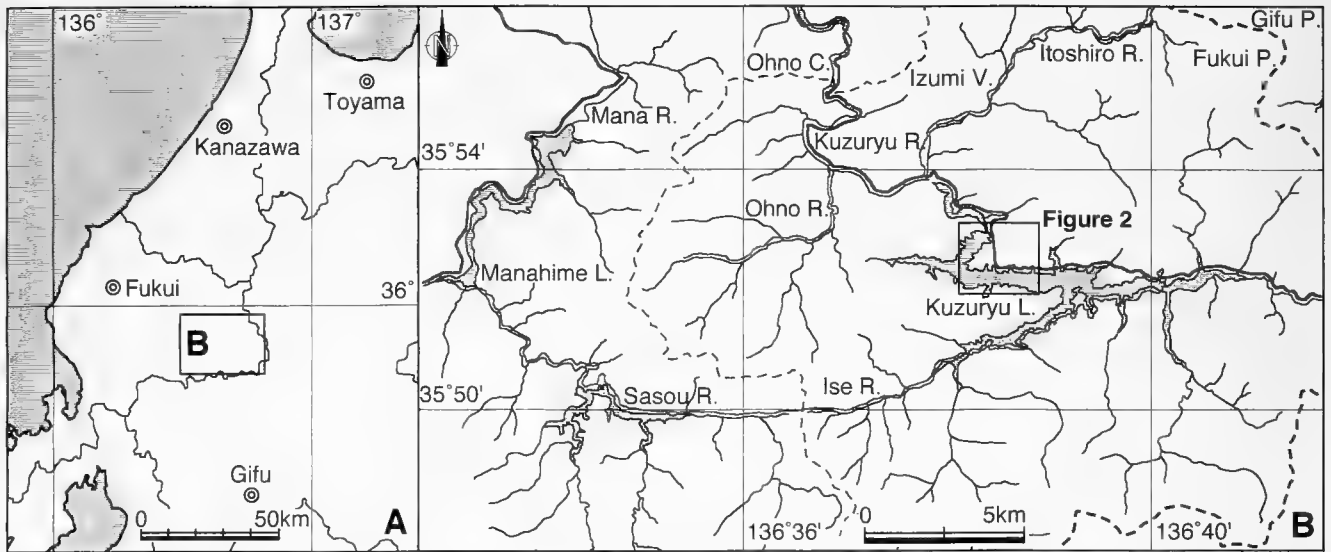 136°
137°
Toyama
Kanazawa
Fukui
36°
B
Gifu
0
50km
A
N
Gifu P.
Ohno C.
Itoshiro R.
Izumi V.
Fukui P.
Mana R.
Kuzuryu R.
35°54'
Ohno R.
Figure 2
Manahime L.
Kuzuryu L.
Ise R.
Sasou R.
35°50'
136°36'
0
5km
136°40'
B